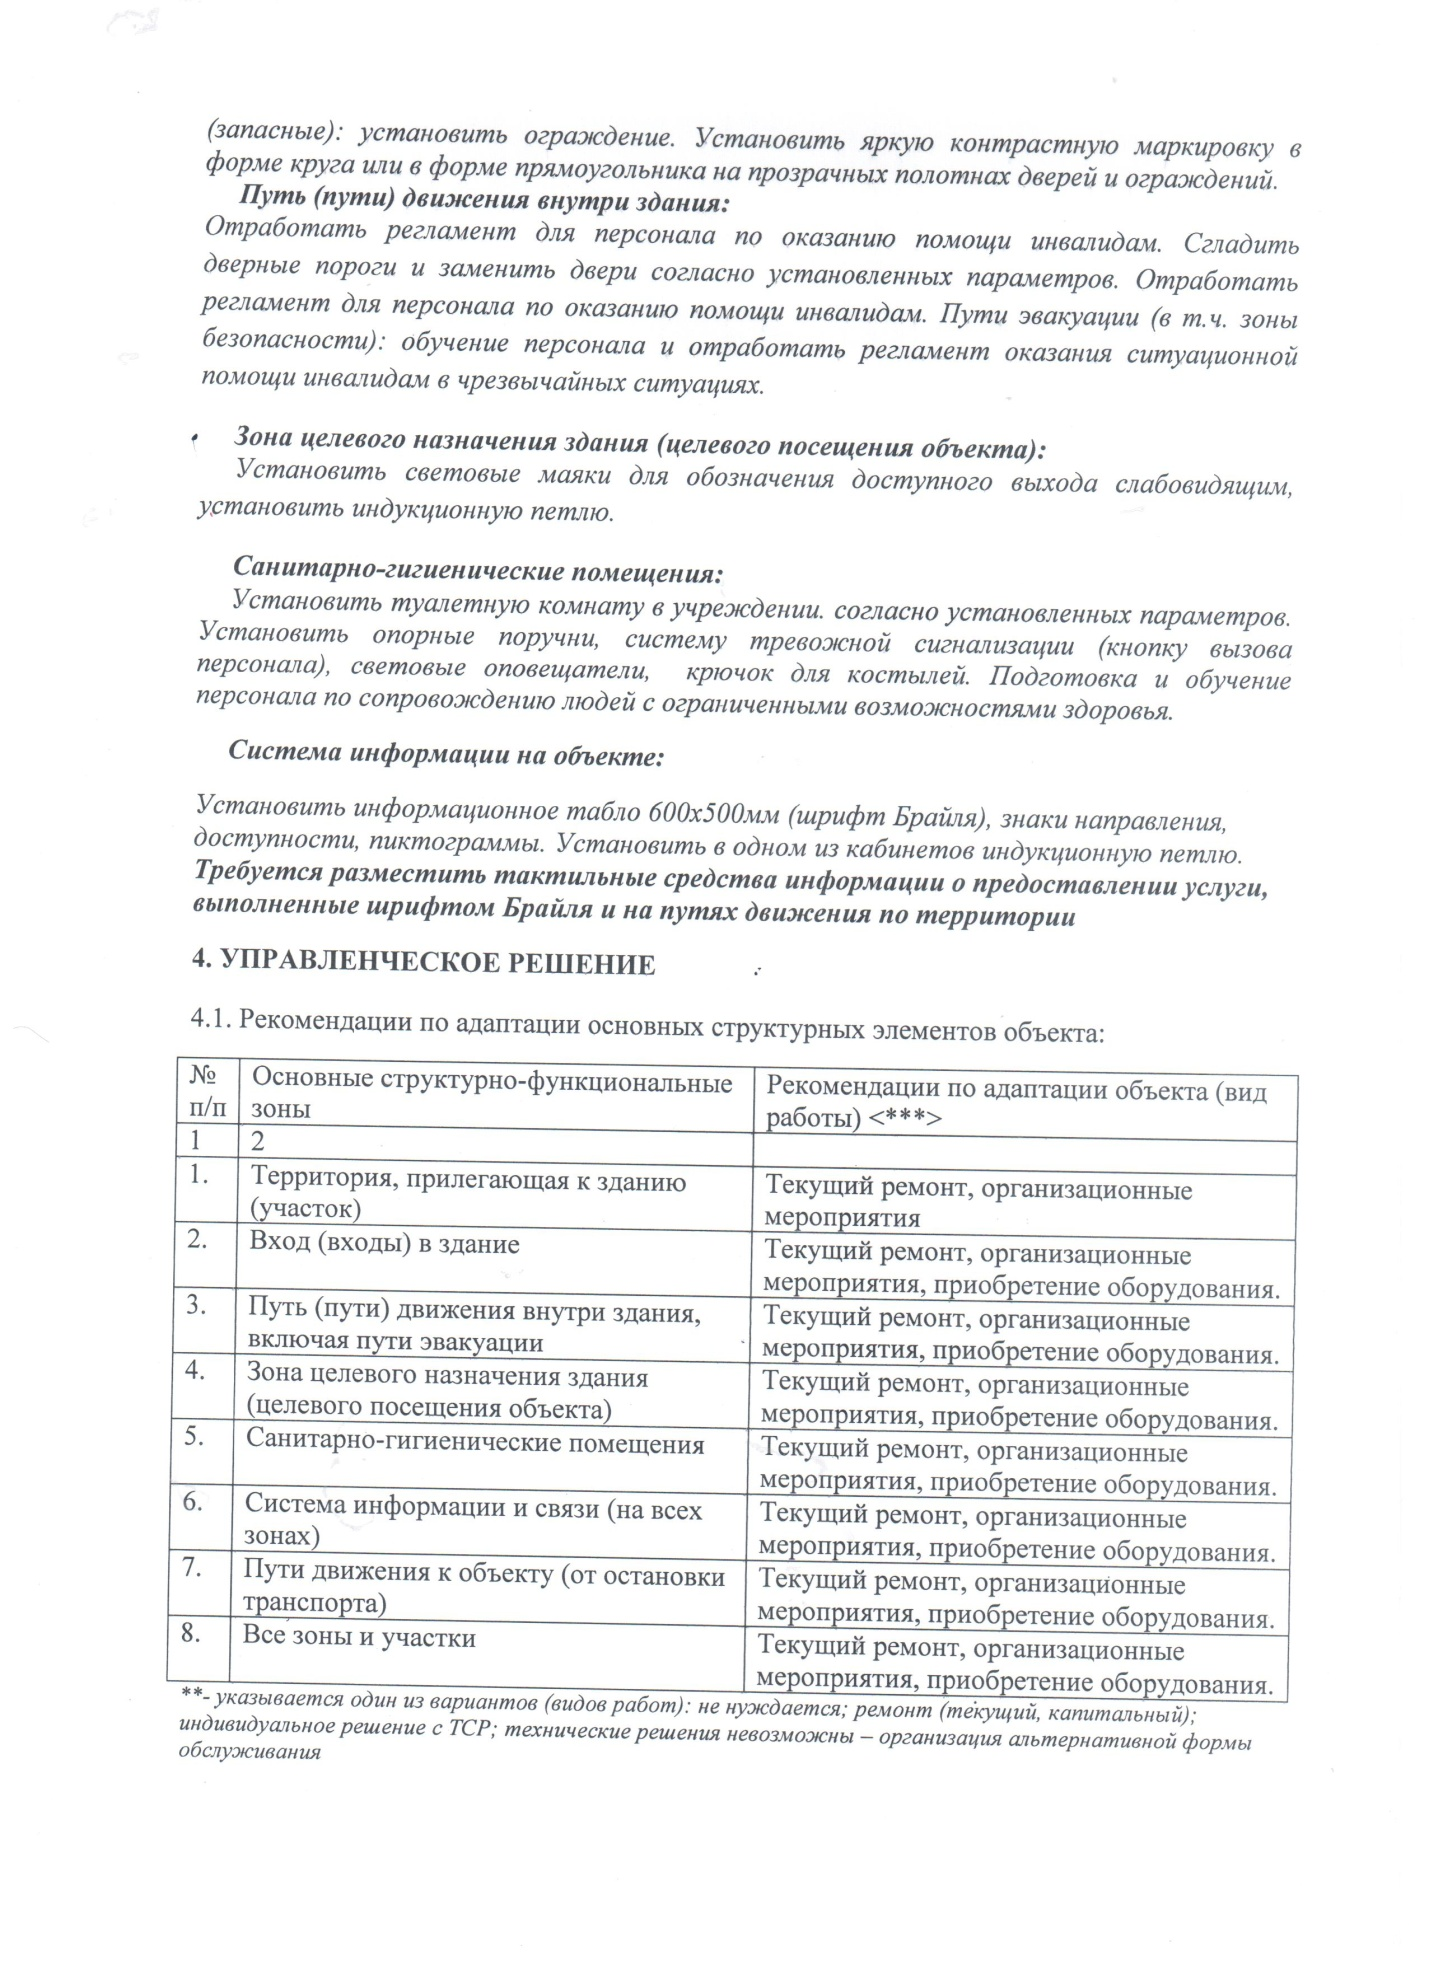 (запасные): установить ограждение. Установить яркую контрастную маркировку в
форме круга или в форме прямоугольника на прозрачных полотнах дверей и ограждений.
Путь (пути) движения внутри здания:
Отработать регламент для персонала по оказанию помощи инвалидам. Сгладить
дверные пороги и заменить двери согласно установленных параметров. Отработать
регламент для персонала по оказанию помощи инвалидам. Пути эвакуации (в т.ч. зоны
безопасности): обучение персонала и отработать регламент оказания ситуационной
помощи инвалидам в чрезвычайных ситуациях.
Зона целевого назначения здания (целевого посещения объекта):
Установить световые маяки для обозначения доступного выхода слабовидящим,
установить индукционную петлю.
Санитарно-гигиенические помещения:
Установить туалетную комнату в учреждении. согласно установленных параметров.
Установить опорные поручни, систему тревожной сигнализации (кнопку вызова
персонала), световые оповещатели, крючок для костылей. Подготовка и обучение
персонала по сопровождению людей с ограниченными возможностями здоровья.
Система информации на объекте:
Установить информационное табло 600х500мм (шрифт Брайля), знаки направления,
доступности, пиктограммы. Установить в одном из кабинетов индукционную петлю.
Требуется разместить тактильные средства информации о предоставлении услуги,
выполненные шрифтом Брайля и на путях движения по территории
4. УПРАВЛЕНЧЕСКОЕ РЕШЕНИЕ
4.1. Рекомендации по адаптации основных структурных элементов объекта:
№ Основные структурно-функциональные Рекомендации по адаптации объекта (вид
п/п зоны работы) <***>
1 2
1. Территория, прилегающая к зданию Текущий ремонт, организационные
(участок) мероприятия
2. Вход (входы) в здание Текущий ремонт, организационные
мероприятия, приобретение оборудования.
3. Путь (пути) движения внутри здания, Текущий ремонт, организационные
включая пути эвакуации мероприятия, приобретение оборудования.
4. Зона целевого назначения здания Текущий ремонт, организационные
(целевого посещения объекта) мероприятия, приобретение оборудования.
5. Санитарно-гигиенические помещения Текущий ремонт, организационные
мероприятия, приобретение оборудования.
6. Система информации и связи (на всех Текущий ремонт, организационные
зонах) мероприятия, приобретение оборудования.
7. Пути движения к объекту (от остановки Текущий ремонт, организационные
транспорта) мероприятия, приобретение оборудования.
8. Все зоны и участки Текущий ремонт, организационные
мероприятия, приобретение оборудования.
**- указывается один из вариантов (видов работ): не нуждается; ремонт (текущий, капитальный);
индивидуальное решение с ТСР; технические решения невозможны – организация альтернативной формы
обслуживания